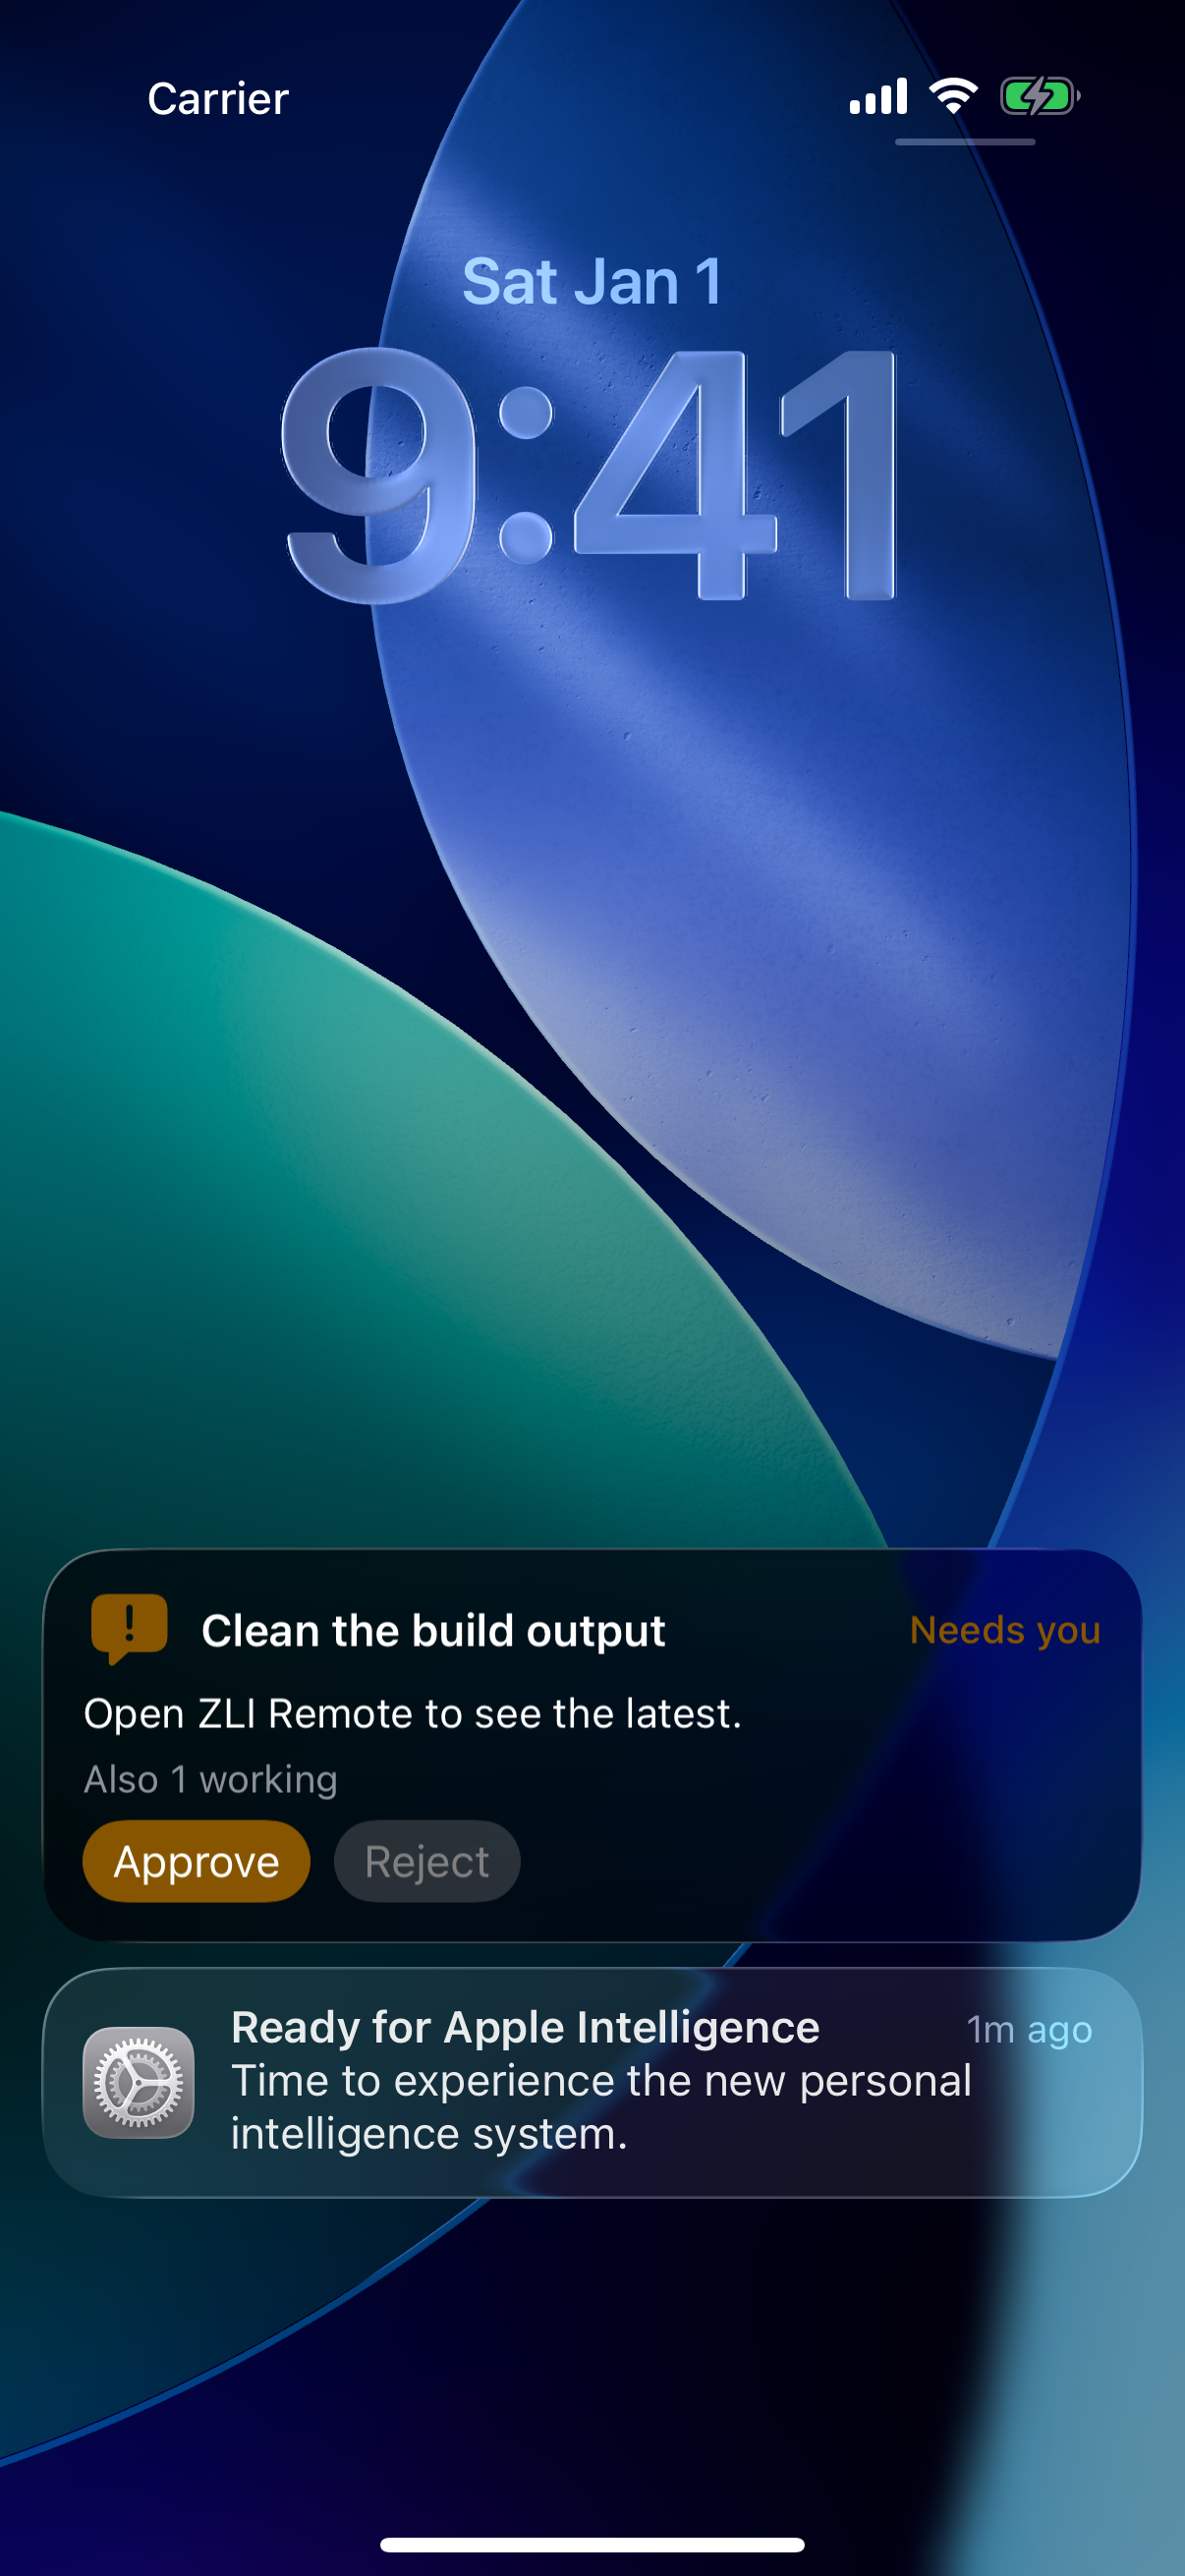 Carrier
Sat Jan 1
9:41
Clean the build output
Needs you
Open ZLI Remote to see the latest.
Also 1 working
Approve
Reject
Ready for Apple Intelligence
1m ago
Time to experience the new personal
intelligence system.